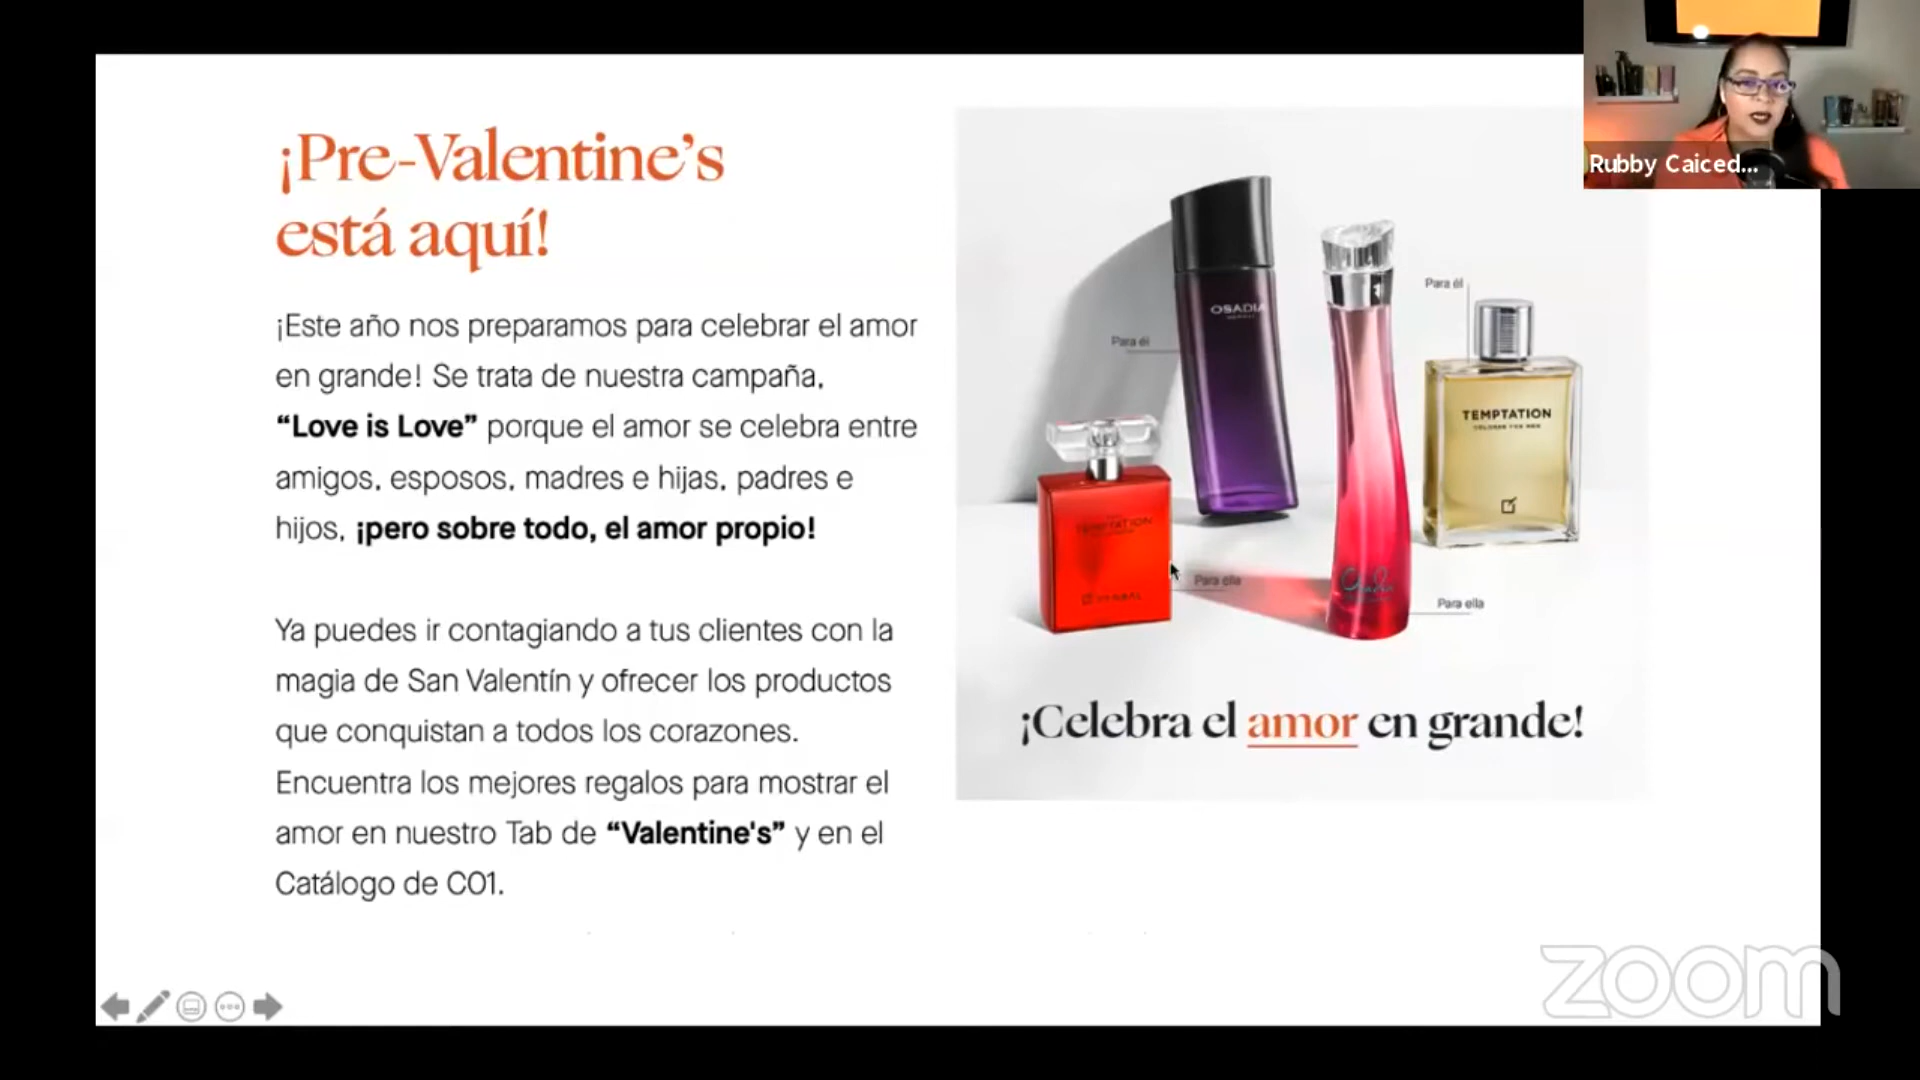 ¡Pre-Valentine’s
está aquí!
¡Este año nos preparamos para celebrar el amor
en grande! Se trata de nuestra campaña,
“Love is Love” porque el amor se celebra entre
amigos, esposos, madres e hijas, padres e
hijos, ¡pero sobre todo, el amor propio!
Ya puedes ir contagiando a tus clientes con la
magia de San Valentín y ofrecer los productos
que conquistan a todos los corazones.
Encuentra los mejores regalos para mostrar el
amor en nuestro Tab de “Valentine's” y en el
Catálogo de C01.
Para él
OSADIA
Para él
TEMPTATION
COLOGNE FOR MEN
TEMPTATION
Para ella
Osadía
Para ella
¡Celebra el amor en grande!
Rubby Caiced...
zoom